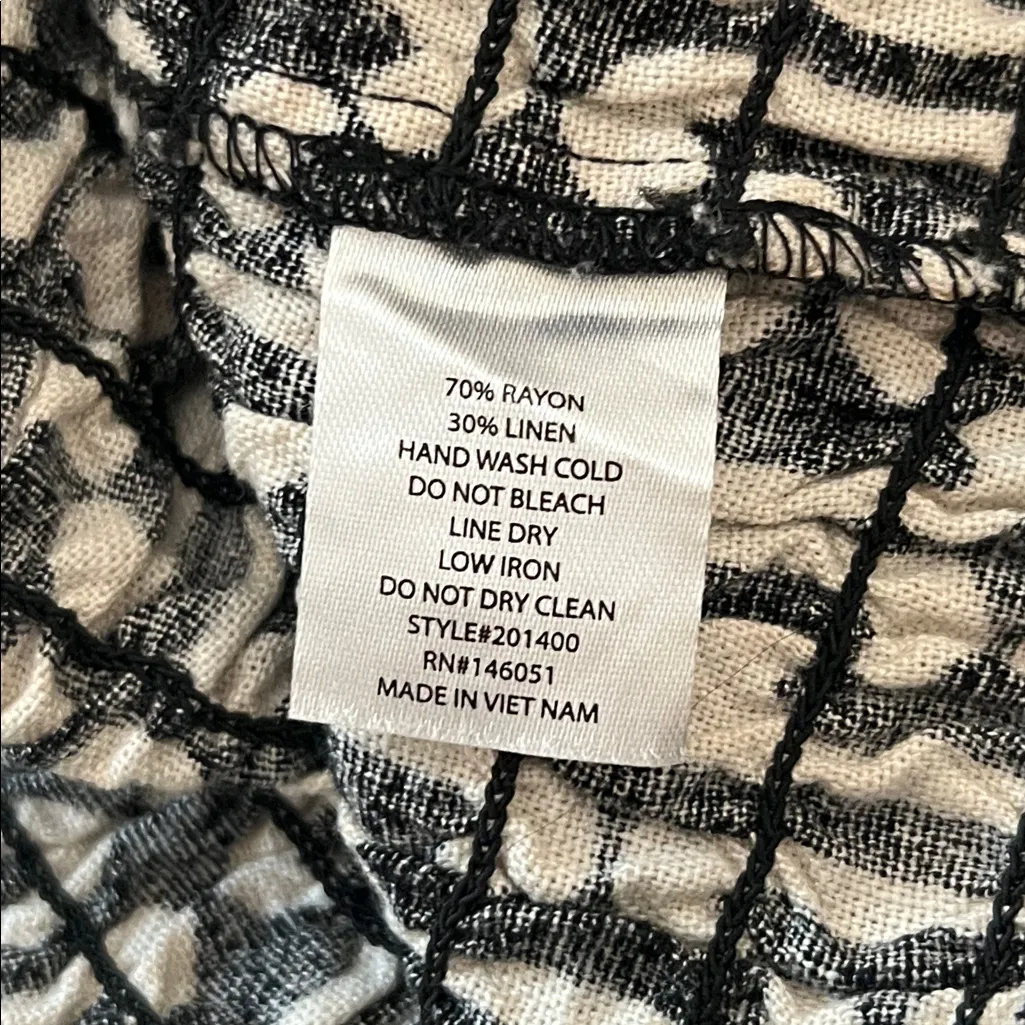 70% RAYON
30% LINEN
HAND WASH COLD
DO NOT BLEACH
LINE DRY
LOW IRON
DO NOT DRY CLEAN
STYLE#201400
RN#146051
MADE IN VIET NAM